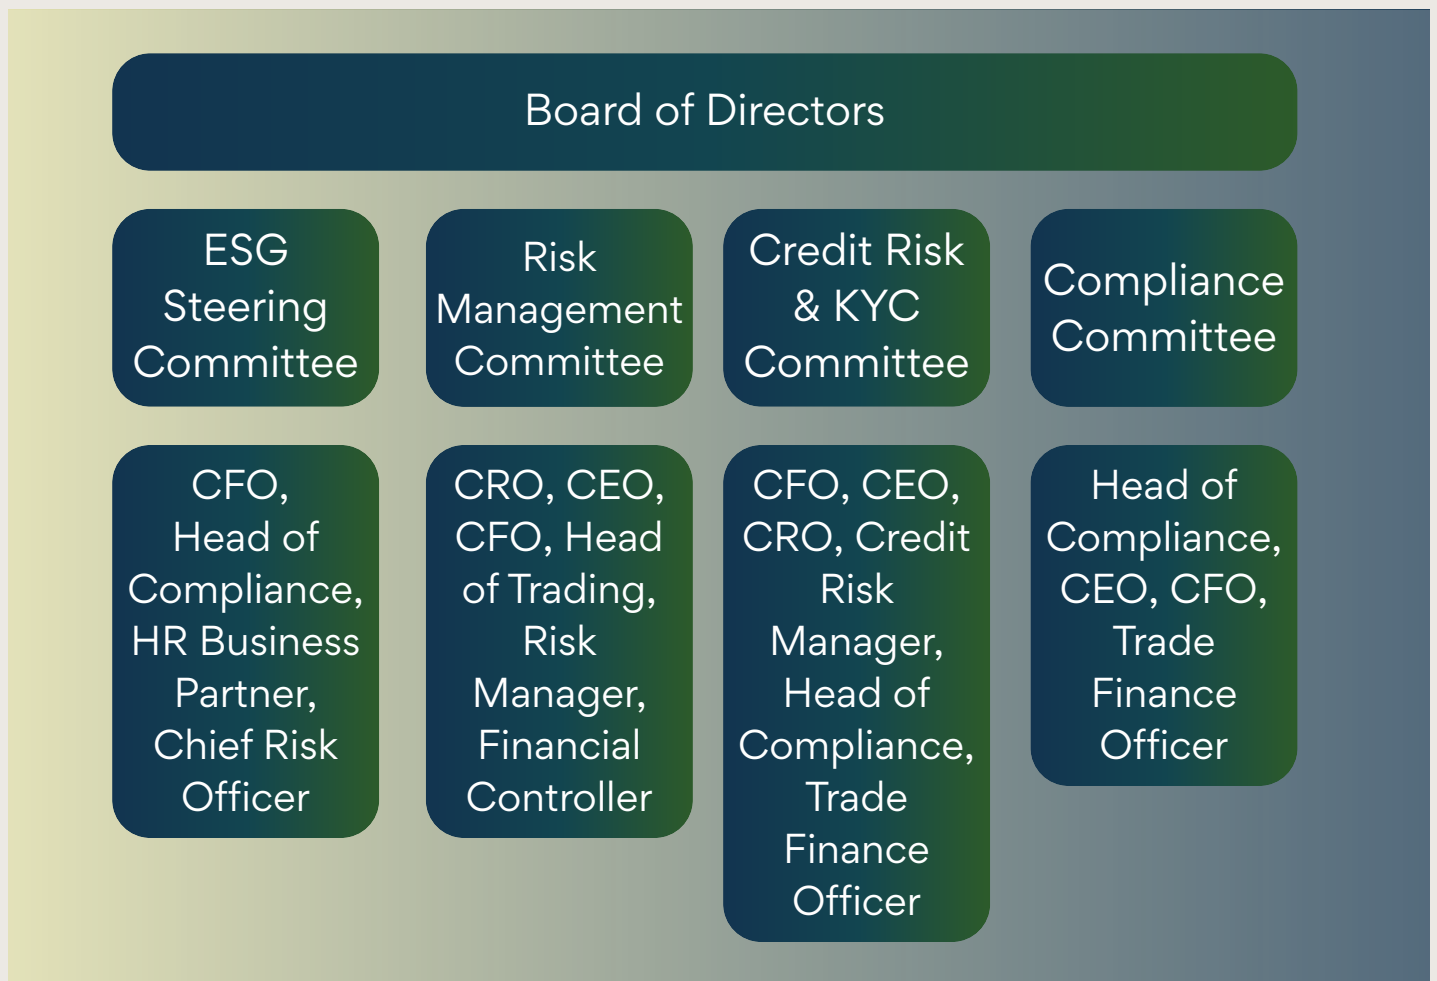 Board of Directors
ESG
Steering
Committee
Risk
Management
Committee
Credit Risk
& KYC
Committee
Compliance
Committee
CFO,
Head of
Compliance,
HR Business
Partner,
Chief Risk
Officer
CRO, CEO,
CFO, Head
of Trading,
Risk
Manager,
Financial
Controller
CFO, CEO,
CRO, Credit
Risk
Manager,
Head of
Compliance,
Trade
Finance
Officer
Head of
Compliance,
CEO, CFO,
Trade
Finance
Officer